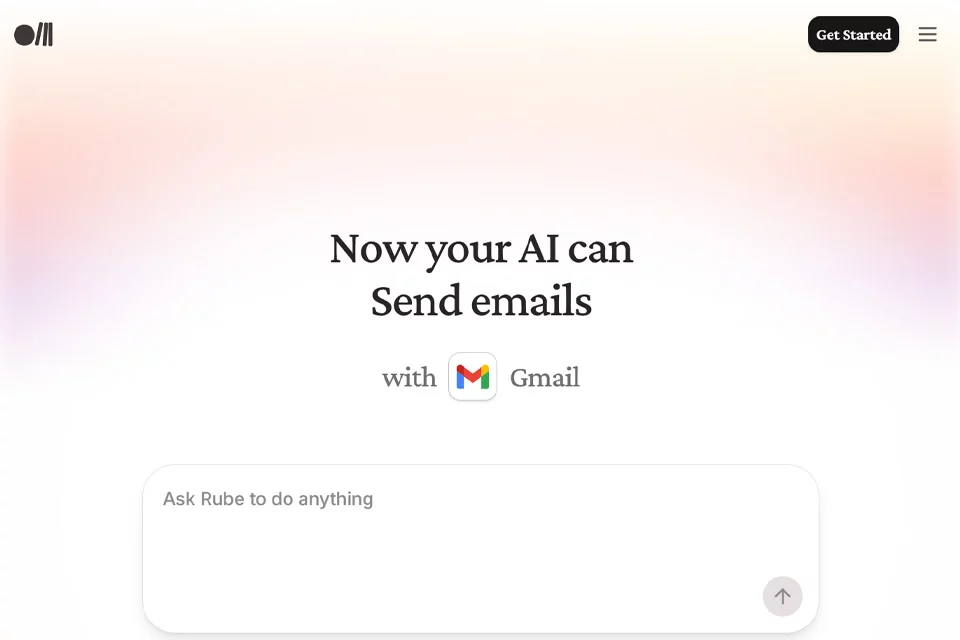 Get Started
Now your AI can
Send emails
with Gmail
Ask Rube to do anything